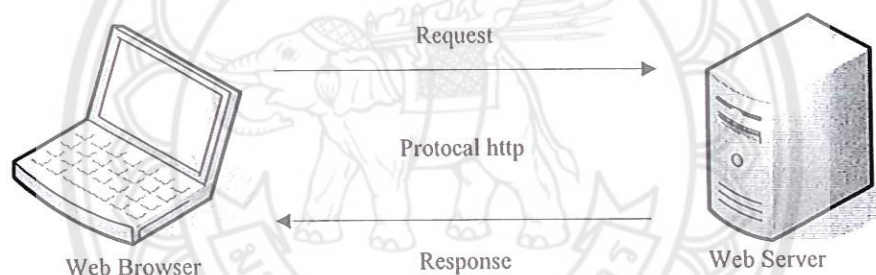 Request
Protocal http
Response
Web Browser
Web Server